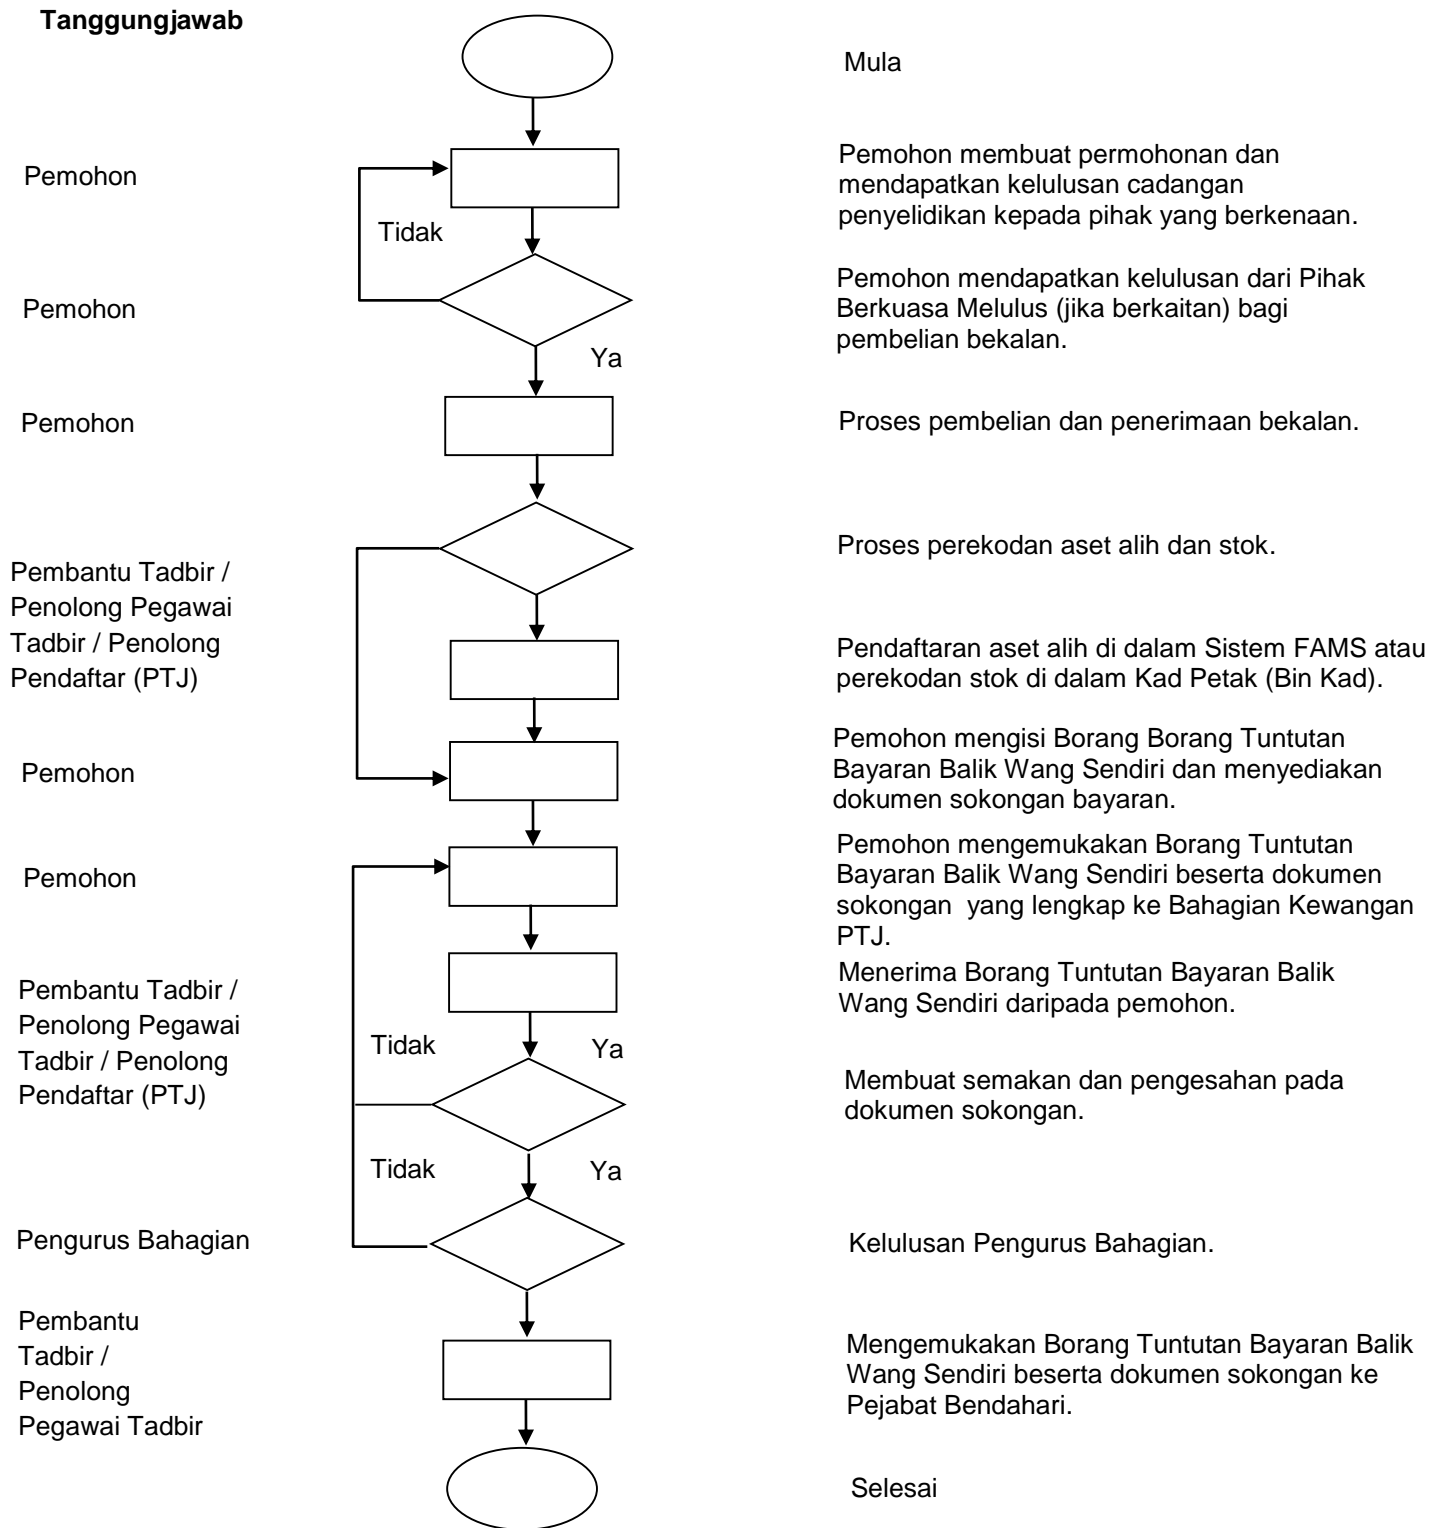 Tanggungjawab
Mula
Pemohon
Pemohon membuat permohonan dan
mendapatkan kelulusan cadangan
penyelidikan kepada pihak yang berkenaan.
Tidak
Pemohon
Pemohon mendapatkan kelulusan dari Pihak
Berkuasa Melulus (jika berkaitan) bagi
pembelian bekalan.
Ya
Pemohon
Proses pembelian dan penerimaan bekalan.
Proses perekodan aset alih dan stok.
Pembantu Tadbir /
Penolong Pegawai
Tadbir / Penolong
Pendaftar (PTJ)
Pendaftaran aset alih di dalam Sistem FAMS atau
perekodan stok di dalam Kad Petak (Bin Kad).
Pemohon
Pemohon mengisi Borang Borang Tuntutan
Bayaran Balik Wang Sendiri dan menyediakan
dokumen sokongan bayaran.
Pemohon
Pemohon mengemukakan Borang Tuntutan
Bayaran Balik Wang Sendiri beserta dokumen
sokongan  yang lengkap ke Bahagian Kewangan
PTJ.
Pembantu Tadbir /
Penolong Pegawai
Tadbir / Penolong
Pendaftar (PTJ)
Menerima Borang Tuntutan Bayaran Balik
Wang Sendiri daripada pemohon.
Tidak
Ya
Membuat semakan dan pengesahan pada
dokumen sokongan.
Tidak
Ya
Pengurus Bahagian
Kelulusan Pengurus Bahagian.
Pembantu
Tadbir /
Penolong
Pegawai Tadbir
Mengemukakan Borang Tuntutan Bayaran Balik
Wang Sendiri beserta dokumen sokongan ke
Pejabat Bendahari.
Selesai